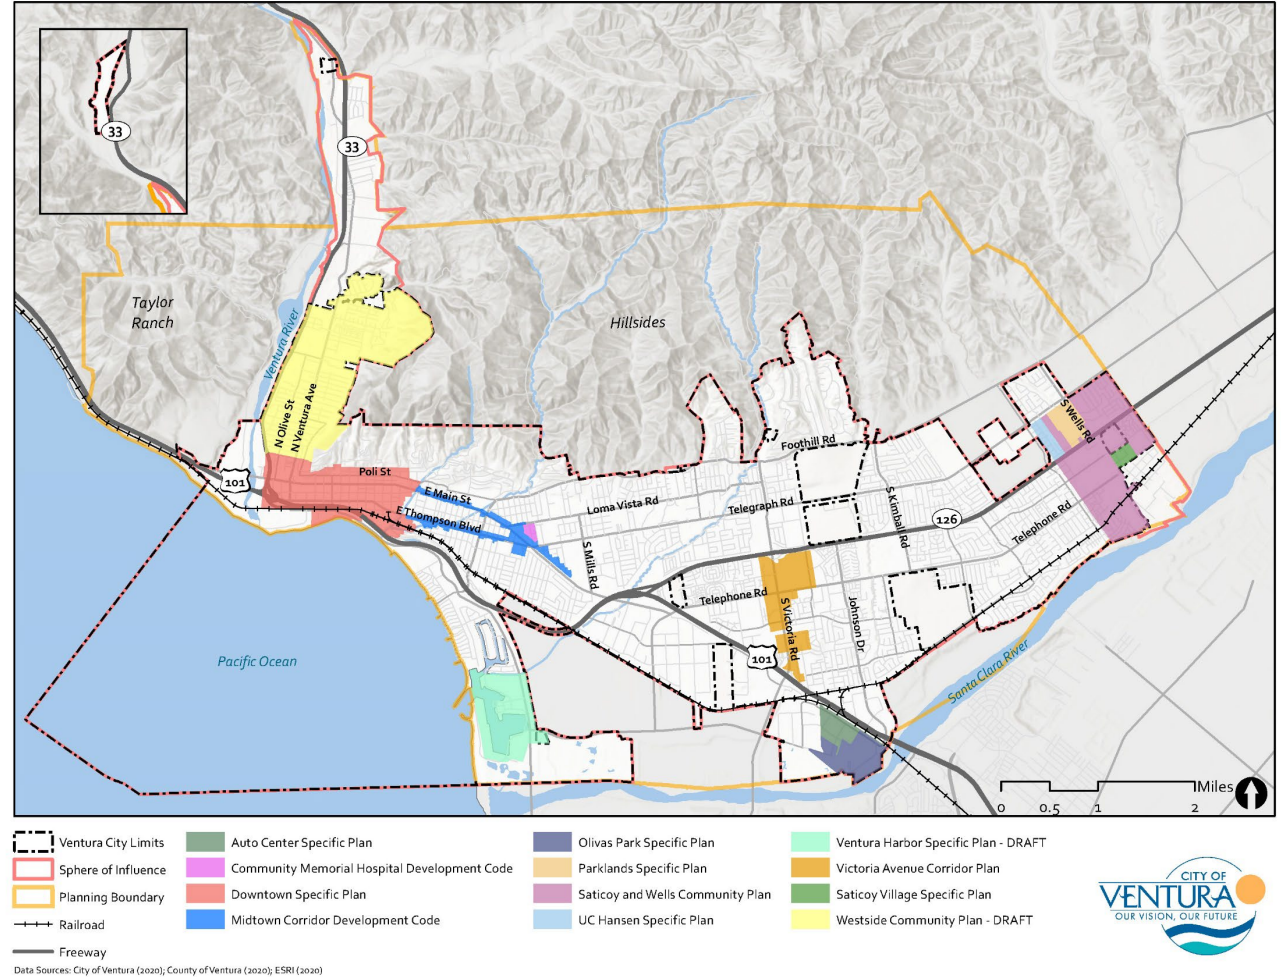 33
33
Taylor
Ranch
Hillsides
Ventura River
N Olive St
N Ventura Ave
S Wells Rd
Foothill Rd
Poli St
101
E Main St
E Thompson Blvd
Loma Vista Rd
Telegraph Rd
S Kimball Rd
126
Telephone Rd
S Mills Rd
Telephone Rd
S Victoria Rd
Johnson Dr
101
Pacific Ocean
Santa Clara River
Miles
0 0.5 1 2
Ventura City Limits
Sphere of Influence
Planning Boundary
Railroad
Freeway
Auto Center Specific Plan
Community Memorial Hospital Development Code
Downtown Specific Plan
Midtown Corridor Development Code
Olivas Park Specific Plan
Parklands Specific Plan
Saticoy and Wells Community Plan
UC Hansen Specific Plan
Ventura Harbor Specific Plan - DRAFT
Victoria Avenue Corridor Plan
Saticoy Village Specific Plan
Westside Community Plan - DRAFT
CITY OF
VENTURA
OUR VISION, OUR FUTURE
Data Sources: City of Ventura (2020); County of Ventura (2020); ESRI (2020)